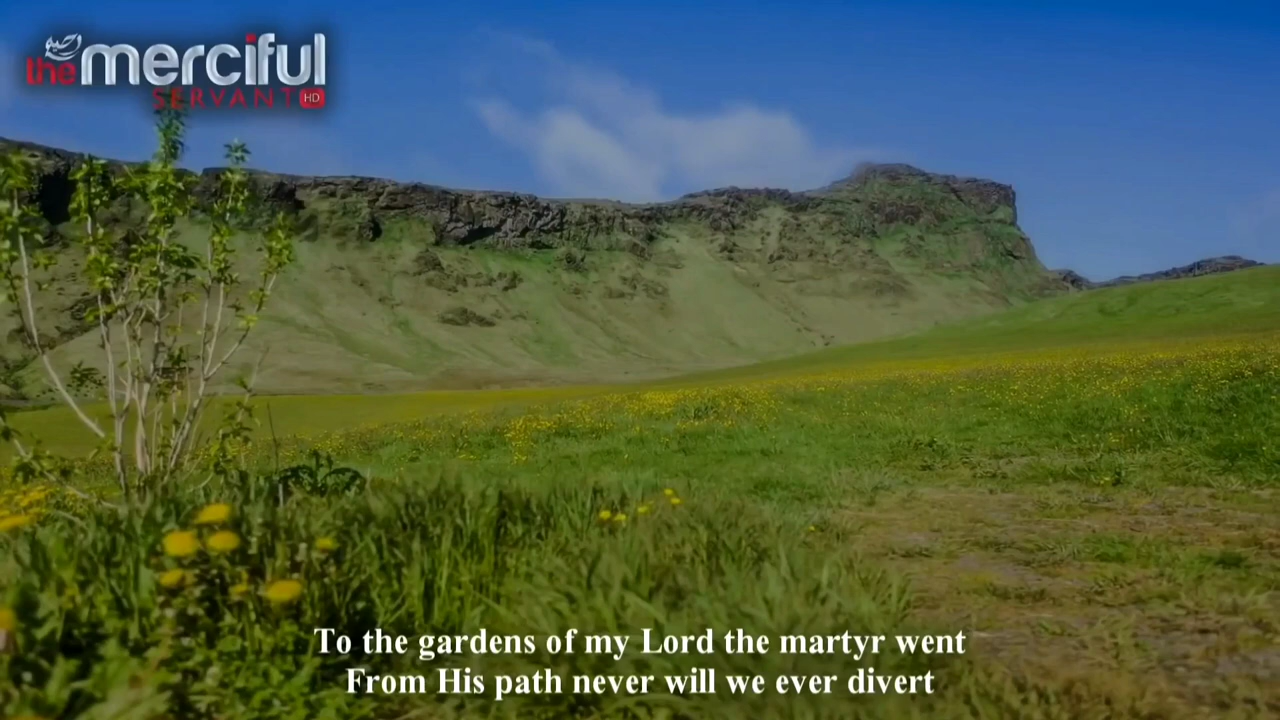 the merciful
SERVANT HD
To the gardens of my Lord the martyr went
From His path never will we ever divert